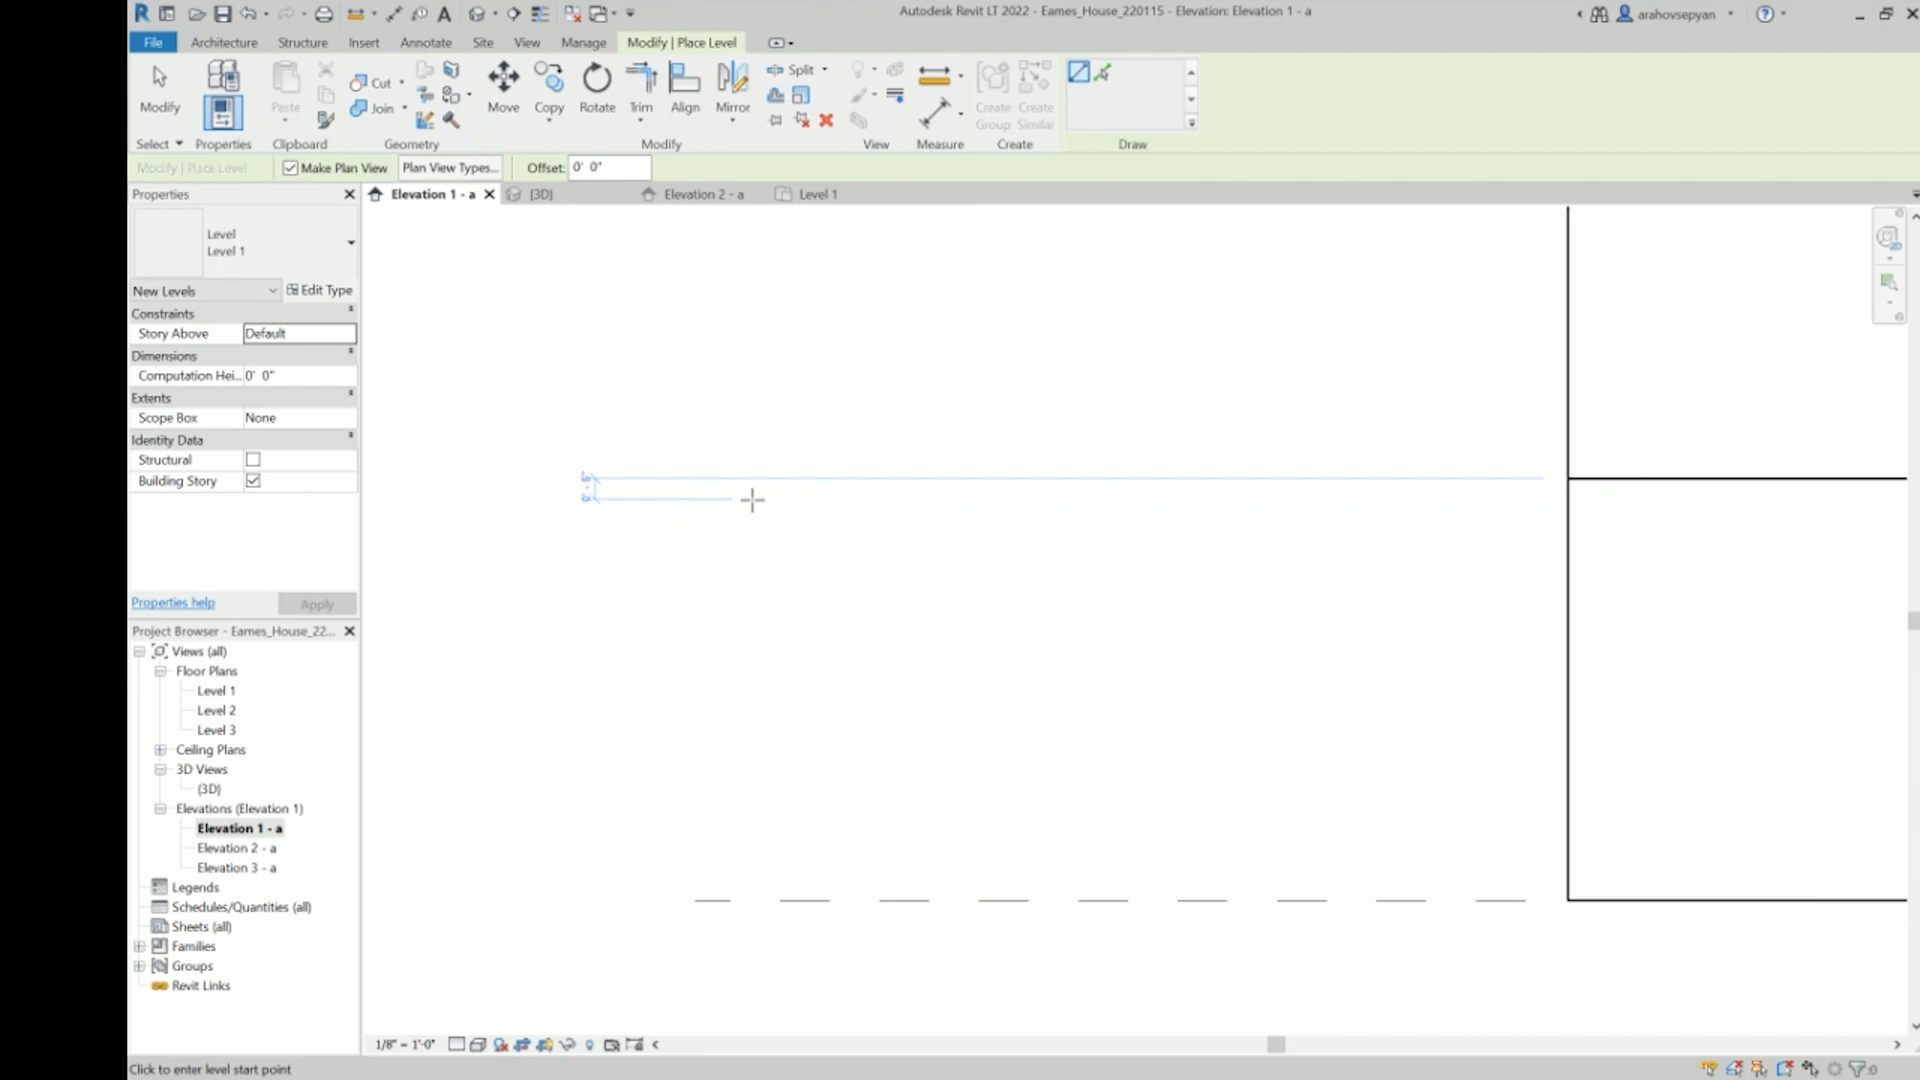 Autodesk Revit LT 2022 - Eames_House_220115 - Elevation: Elevation 1 - a
arahovsepyan
File Architecture Structure Insert Annotate Site View Manage Modify | Place Level
Modify
Paste
Cut
Join
Move Copy Rotate Trim Align Mirror
Split
Create Group
Create Similar
Select Properties Clipboard Geometry Modify View Measure Create Draw
Modify | Place Level Make Plan View Plan View Types... Offset: 0' 0"
Properties
Elevation 1 - a {3D} Elevation 2 - a Level 1
Level
Level 1
New Levels Edit Type
Constraints
Story Above Default
Dimensions
Computation Hei... 0' 0"
Extents
Scope Box None
Identity Data
Structural
Building Story
Properties help Apply
Project Browser - Eames_House_22...
Views (all)
Floor Plans
Level 1
Level 2
Level 3
Ceiling Plans
3D Views
{3D}
Elevations (Elevation 1)
Elevation 1 - a
Elevation 2 - a
Elevation 3 - a
Legends
Schedules/Quantities (all)
Sheets (all)
Families
Groups
Revit Links
1/8" = 1'-0"
Click to enter level start point
:0